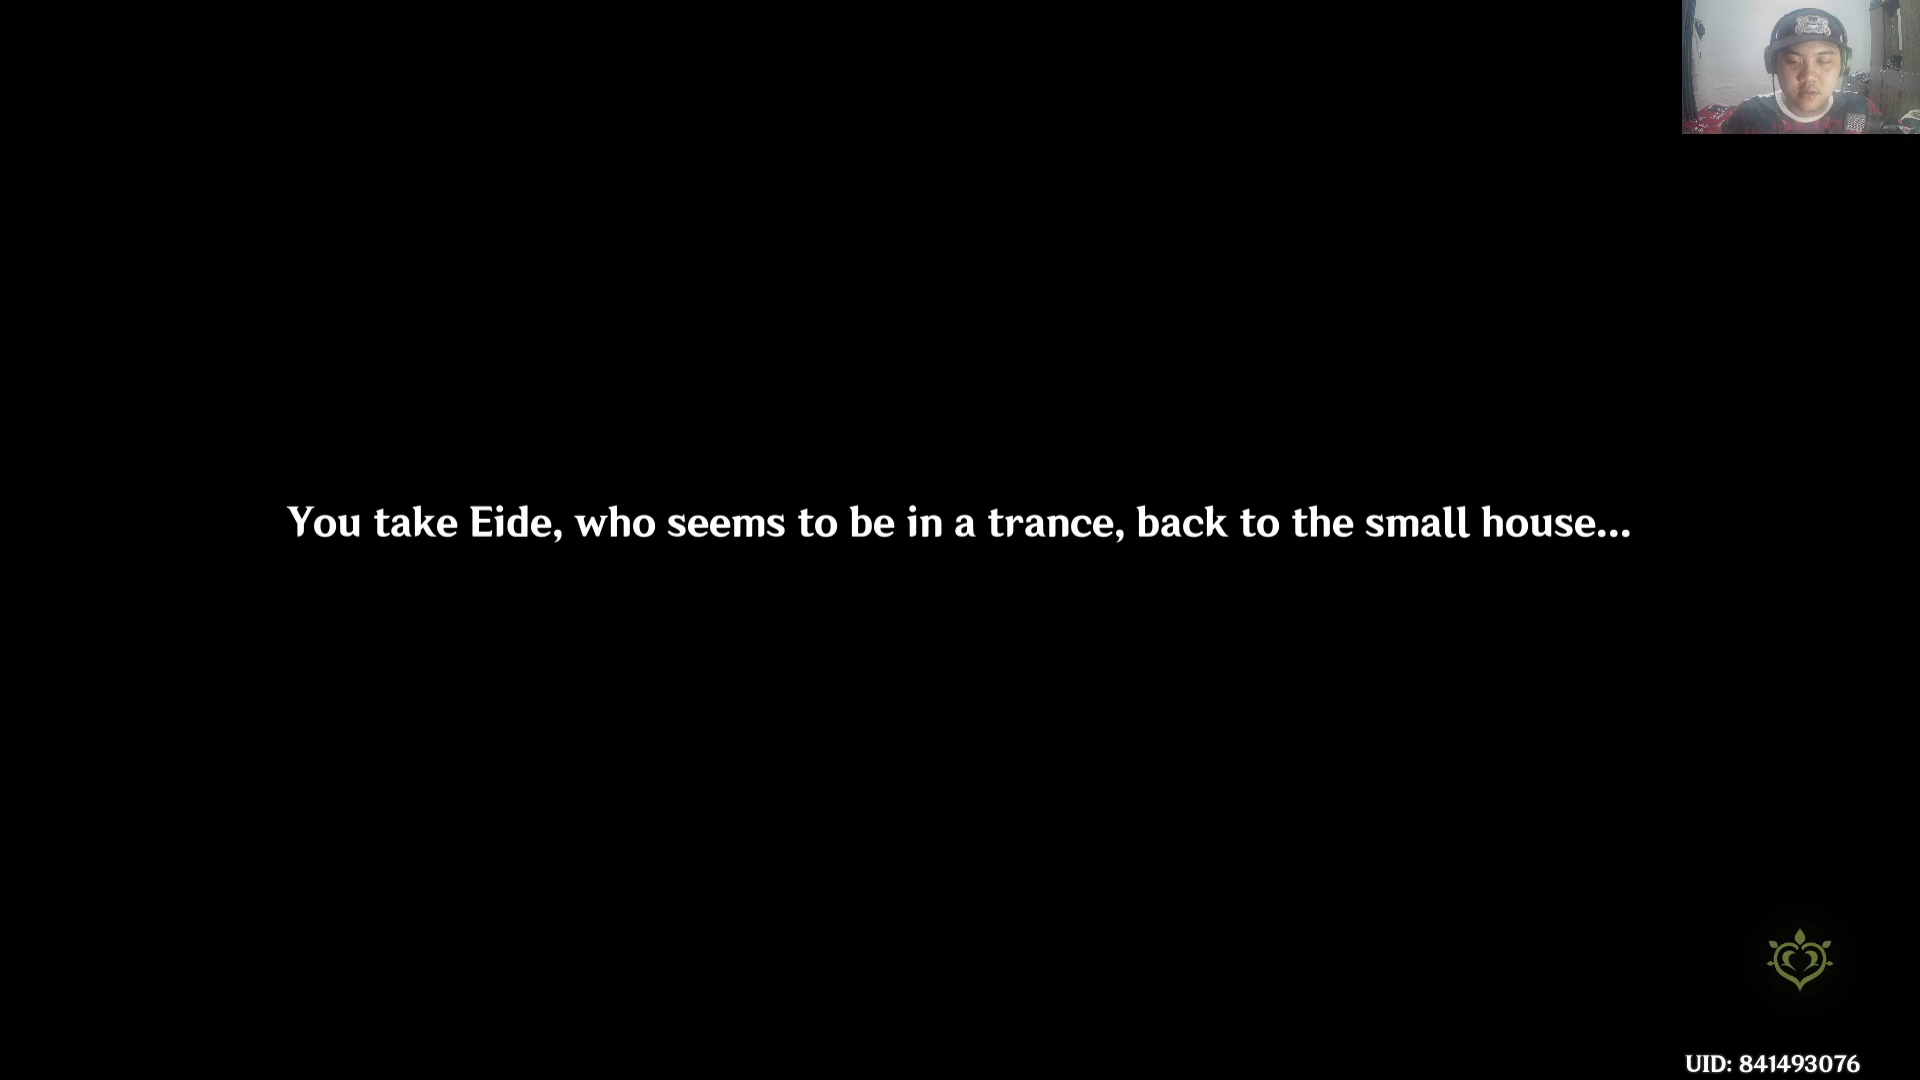 You take Eide, who seems to be in a trance, back to the small house...
UID: 841493076